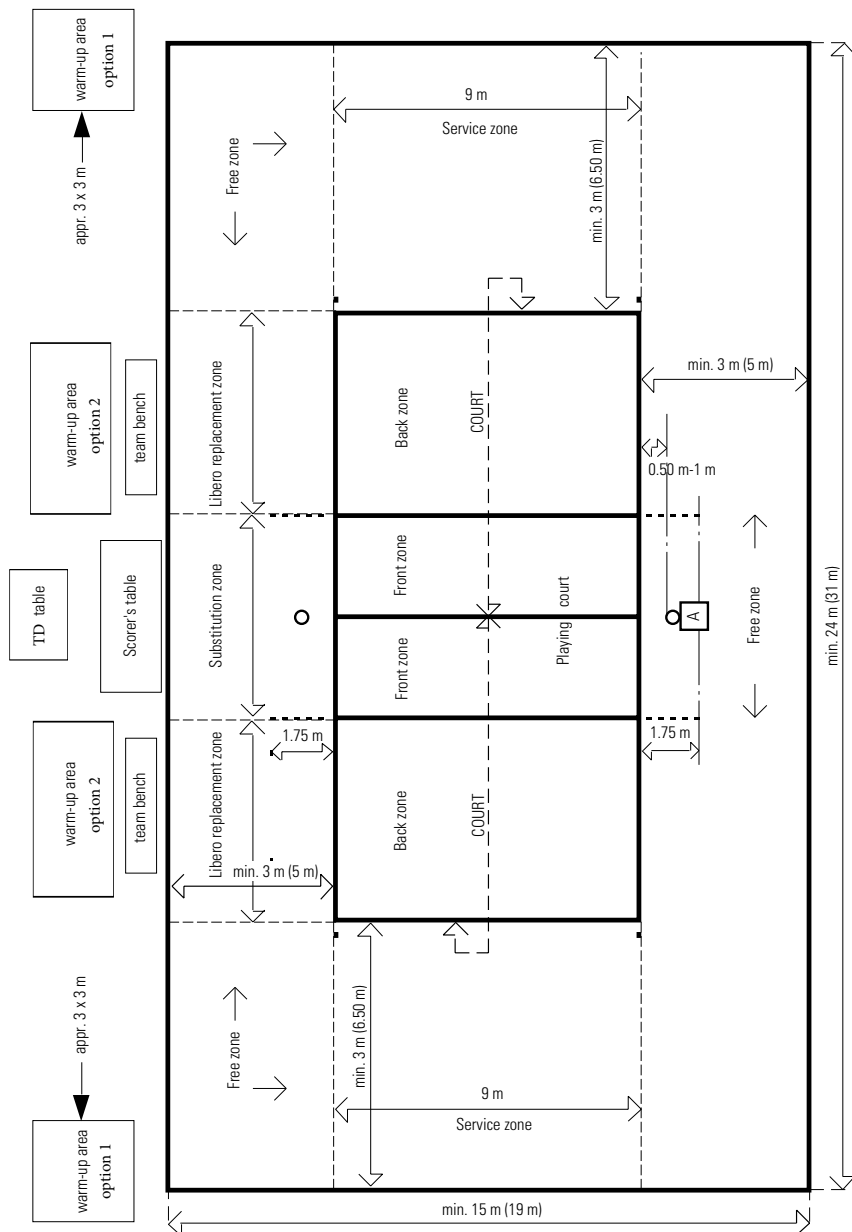 warm-up area
option 1
appr. 3 x 3 m
warm-up area
option 2
team bench
TD table
Scorer's table
warm-up area
option 2
team bench
appr. 3 x 3 m
warm-up area
option 1
Free zone
Libero replacement zone
Substitution zone
Libero replacement zone
Free zone
9 m
Service zone
min. 3 m (6.50 m)
min. 3 m (5 m)
Back zone
COURT
Front zone
Playing court
Front zone
Back zone
COURT
0.50 m-1 m
A
Free zone
1.75 m
1.75 m
min. 3 m (5 m)
min. 3 m (6.50 m)
9 m
Service zone
min. 24 m (31 m)
min. 15 m (19 m)